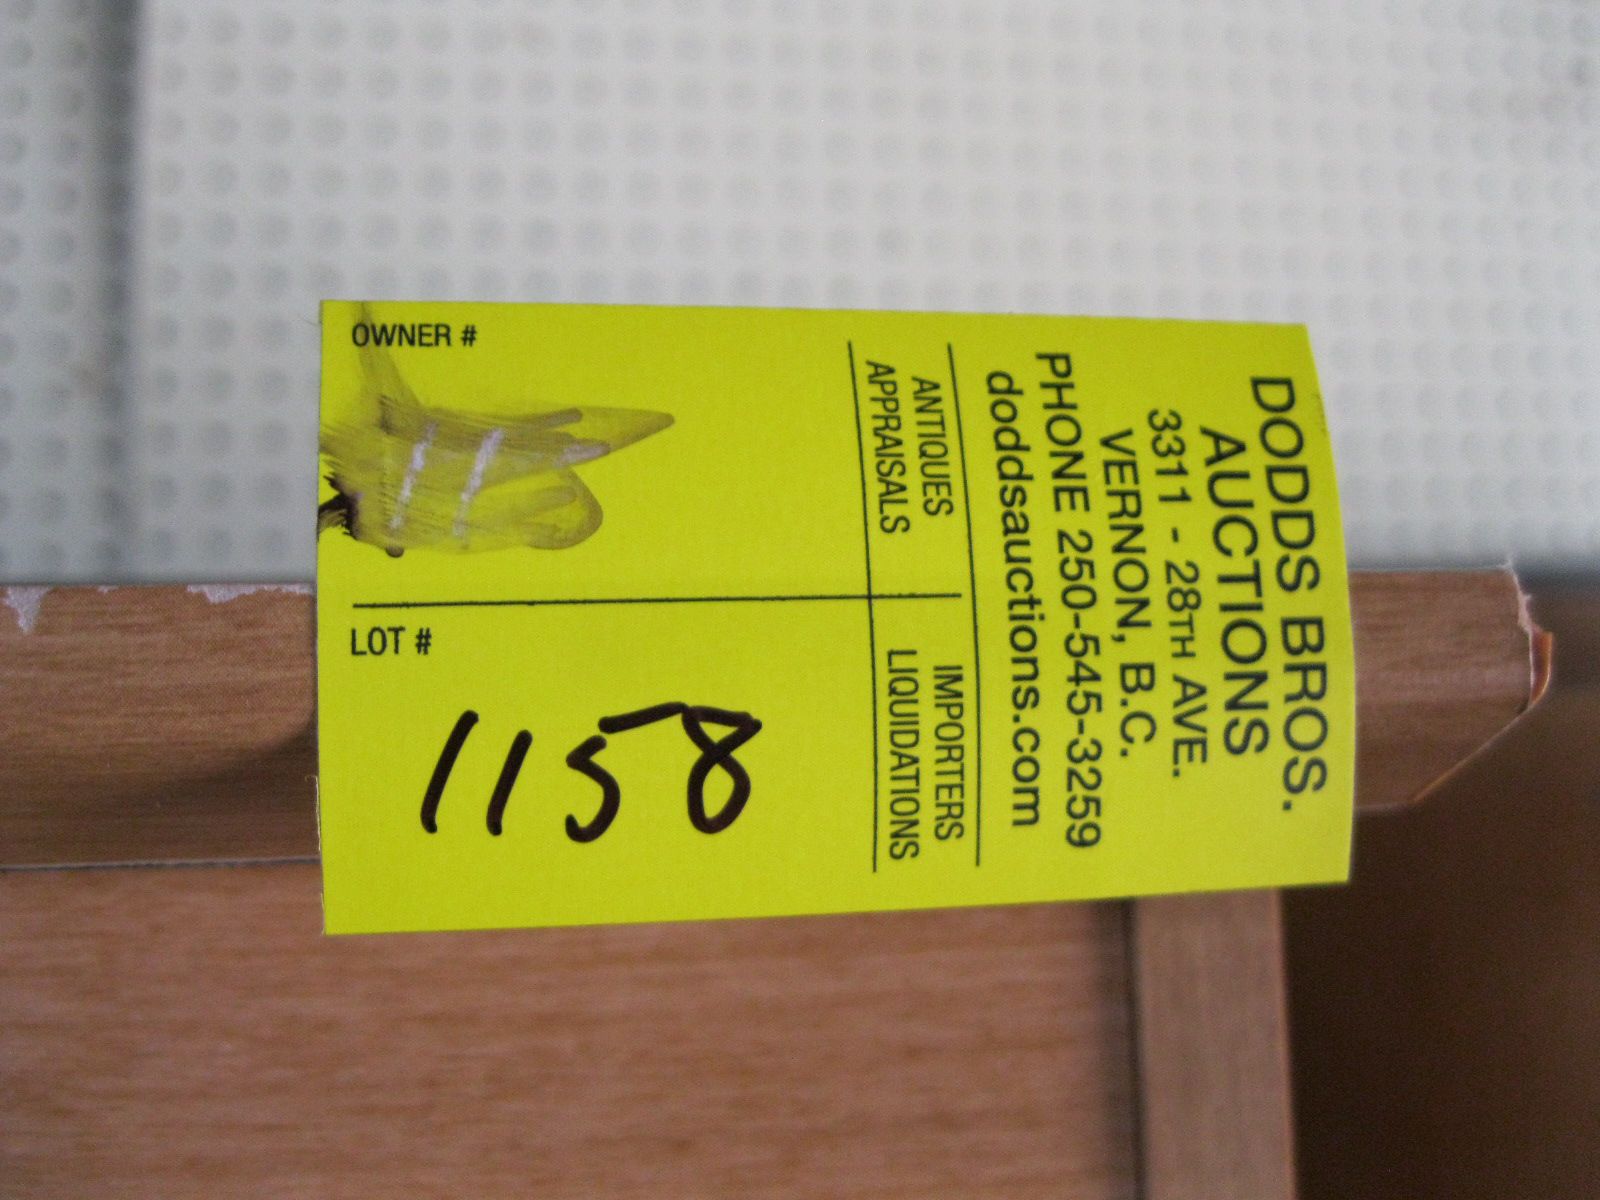 DODDS BROS.
AUCTIONS
3311 - 28TH AVE.
VERNON, B.C.
PHONE 250-545-3259
doddsauctions.com
ANTIQUES
APPRAISALS
IMPORTERS
LIQUIDATIONS
OWNER #
LOT #
1158